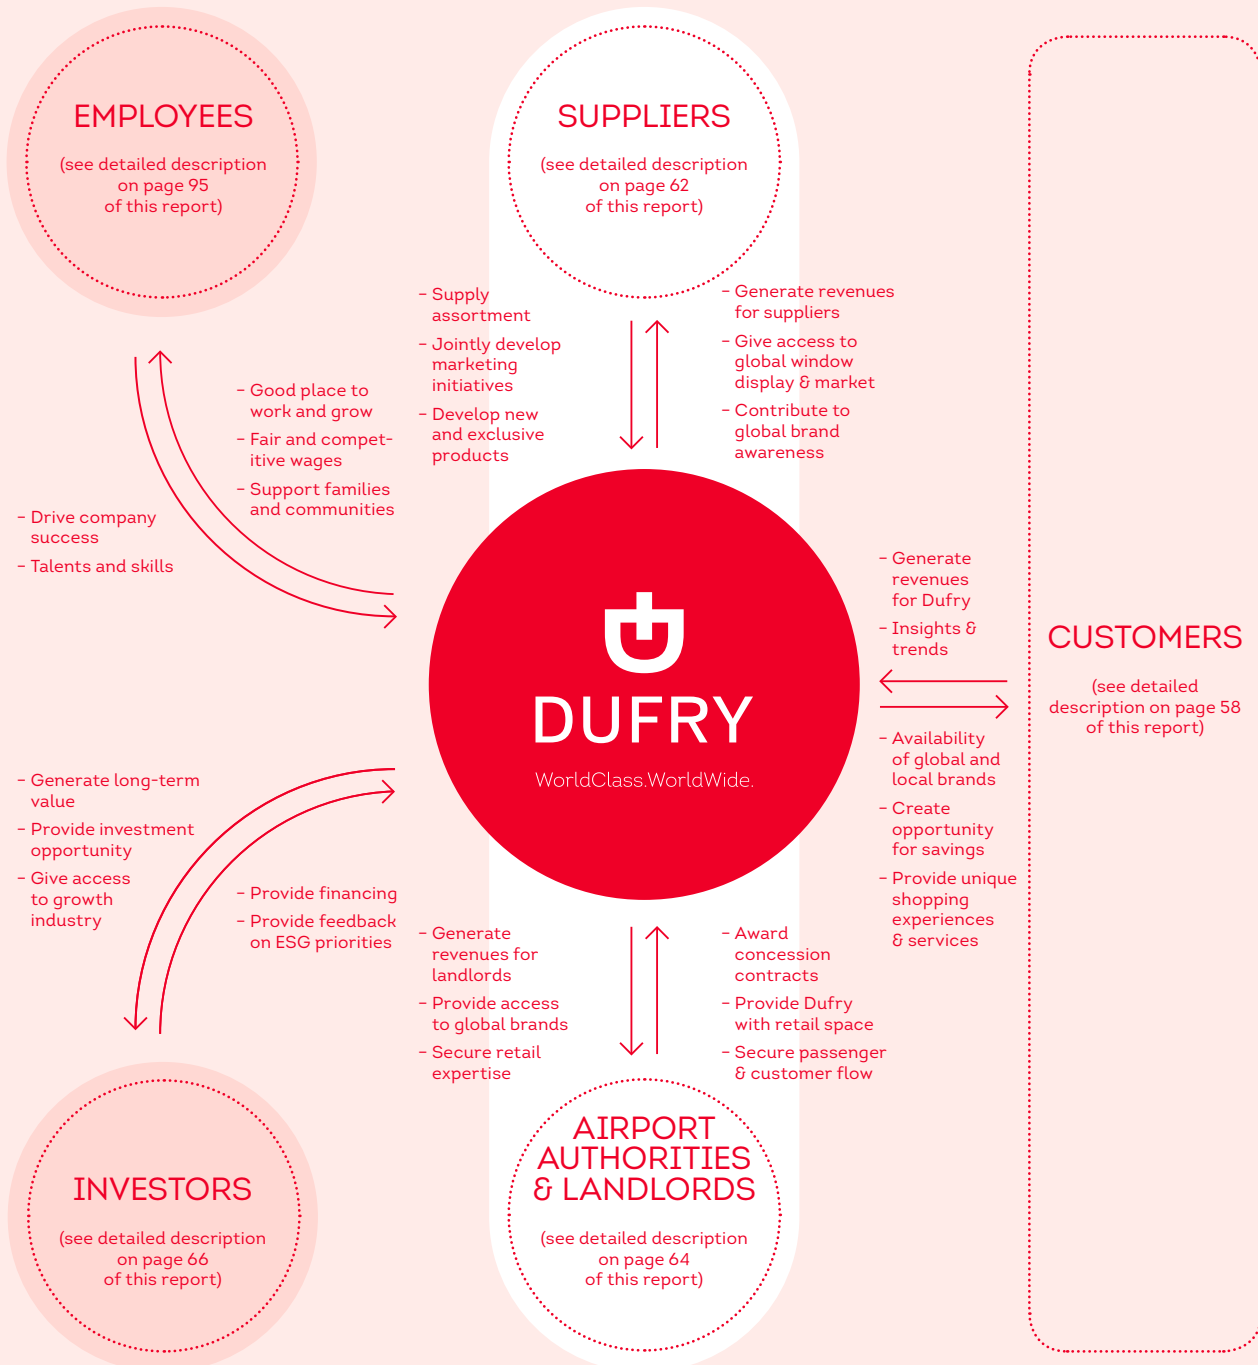 EMPLOYEES
(see detailed description
on page 95
of this report)
SUPPLIERS
(see detailed description
on page 62
of this report)
– Supply
assortment
– Jointly develop
marketing
initiatives
– Develop new
and exclusive
products
– Generate revenues
for suppliers
– Give access to
global window
display & market
– Contribute to
global brand
awareness
– Good place to
work and grow
– Fair and compet-
itive wages
– Support families
and communities
– Drive company
success
– Talents and skills
DUFRY
WorldClass.WorldWide.
– Generate
revenues
for Dufry
– Insights &
trends
CUSTOMERS
(see detailed
description on page 58
of this report)
– Availability
of global and
local brands
– Create
opportunity
for savings
– Provide unique
shopping
experiences
& services
– Generate long-term
value
– Provide investment
opportunity
– Give access
to growth
industry
– Provide financing
– Provide feedback
on ESG priorities
– Generate
revenues for
landlords
– Provide access
to global brands
– Secure retail
expertise
– Award
concession
contracts
– Provide Dufry
with retail space
– Secure passenger
& customer flow
INVESTORS
(see detailed description
on page 66
of this report)
AIRPORT
AUTHORITIES
& LANDLORDS
(see detailed description
on page 64
of this report)